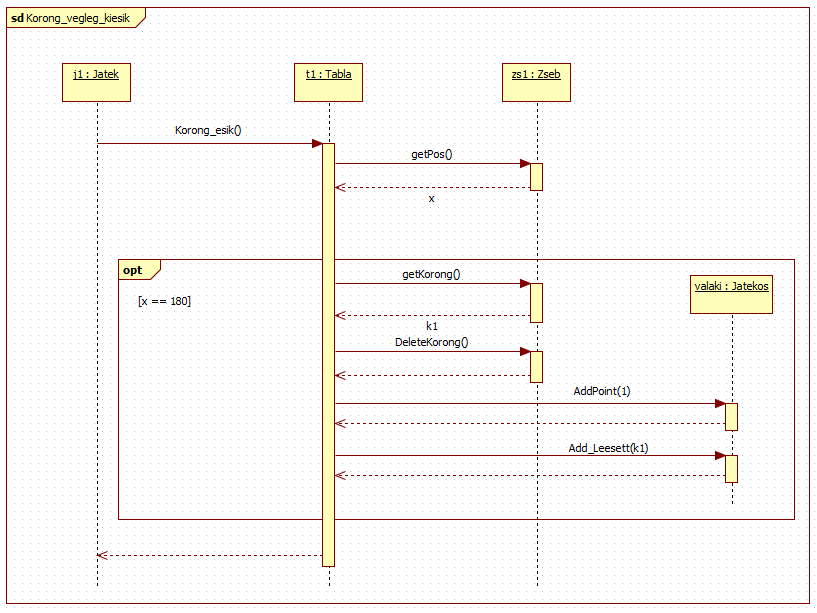 sd Korong_vegleg_kiesik
j1 : Jatek
t1 : Tabla
zs1 : Zseb
Korong_esik()
getPos()
x
opt
[x == 180]
getKorong()
valaki : Jatekos
k1
DeleteKorong()
AddPoint(1)
Add_Leesett(k1)